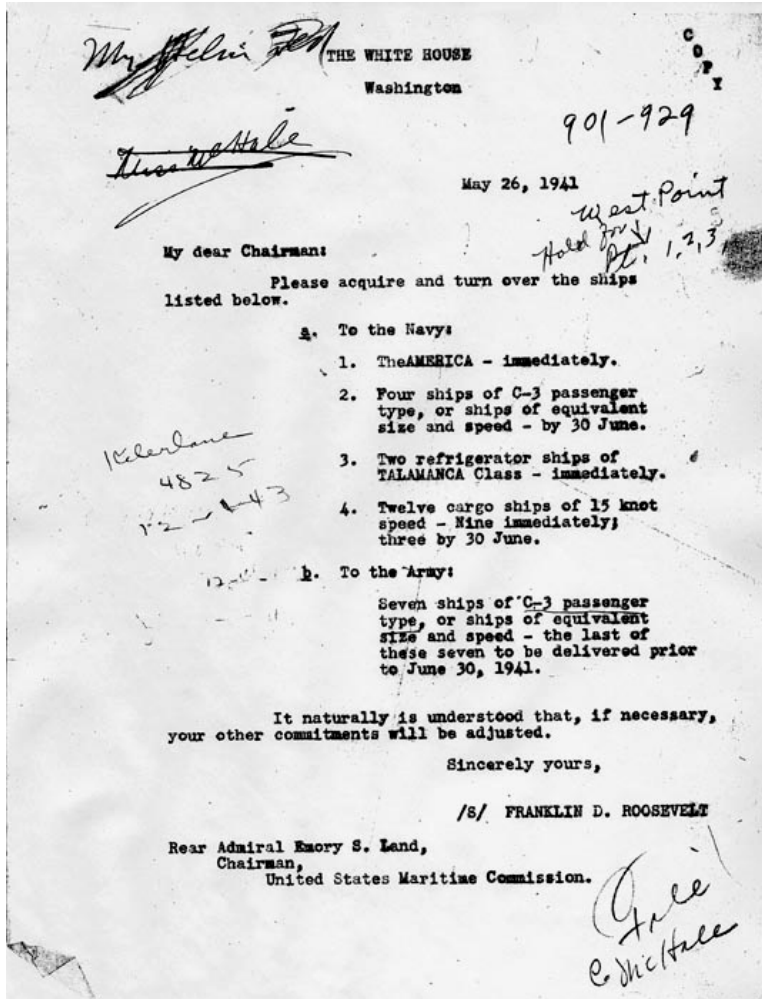 COPY
THE WHITE HOUSE
Washington
901-929
Miss McHale
May 26, 1941
West Point
Hold for
Pt. 1, 2, 3,
My dear Chairman:
Please acquire and turn over the ships
listed below.
a. To the Navy:
1. TheAMERICA - immediately.
2. Four ships of C-3 passenger
type, or ships of equivalent
size and speed - by 30 June.
3. Two refrigerator ships of
TALAMANCA Class - immediately.
4. Twelve cargo ships of 15 knot
speed - Nine immediately;
three by 30 June.
4825
b. To the Army:
Seven ships of C-3 passenger
type, or ships of equivalent
size and speed - the last of
these seven to be delivered prior
to June 30, 1941.
It naturally is understood that, if necessary,
your other commitments will be adjusted.
Sincerely yours,
/S/ FRANKLIN D. ROOSEVELT
Rear Admiral Emory S. Land,
Chairman,
United States Maritime Commission.
File
C McHale